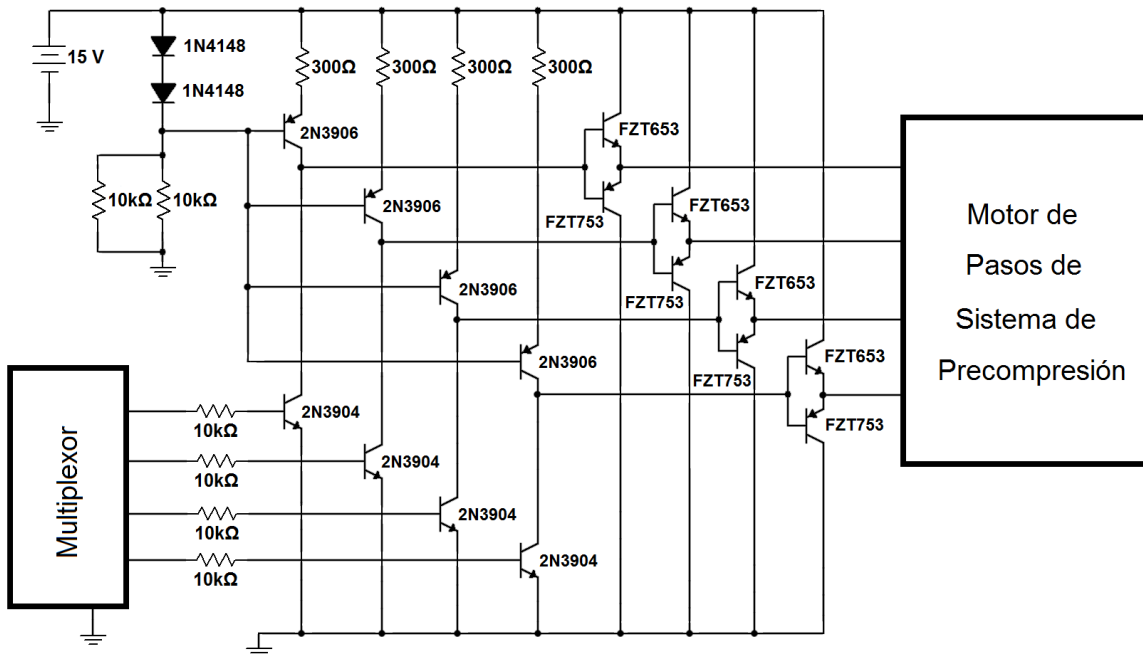 1N4148
15 V
1N4148
300Ω
300Ω
300Ω
300Ω
2N3906
FZT653
10kΩ
10kΩ
2N3906
FZT653
FZT753
Motor de
Pasos de
Sistema de
Precompresión
2N3906
FZT653
FZT753
2N3906
FZT653
FZT753
FZT753
Multiplexor
2N3904
10kΩ
2N3904
10kΩ
2N3904
10kΩ
2N3904
10kΩ